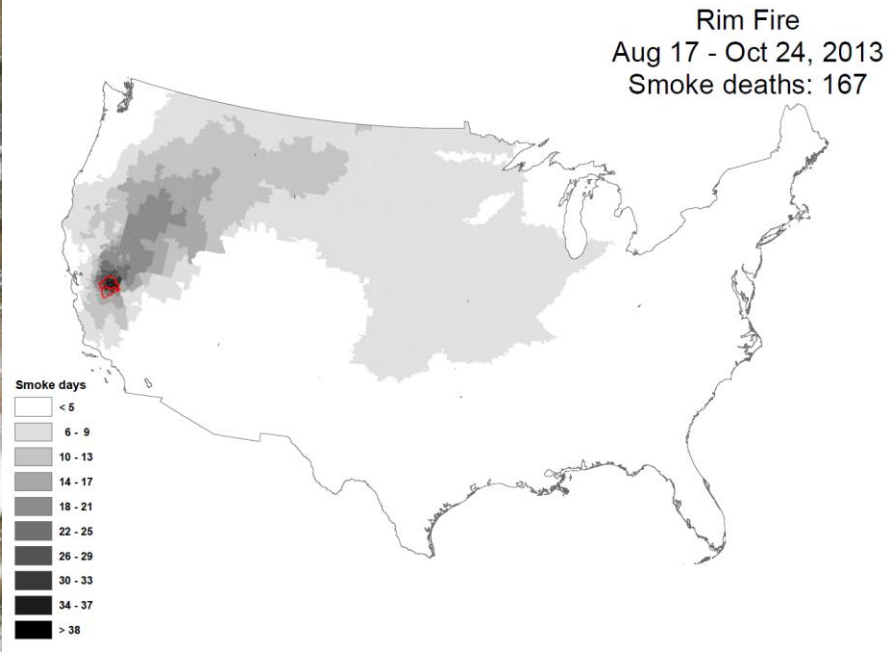 Rim Fire
Aug 17 - Oct 24, 2013
Smoke deaths: 167
Smoke days
< 5
6 - 9
10 - 13
14 - 17
18 - 21
22 - 25
26 - 29
30 - 33
34 - 37
> 38